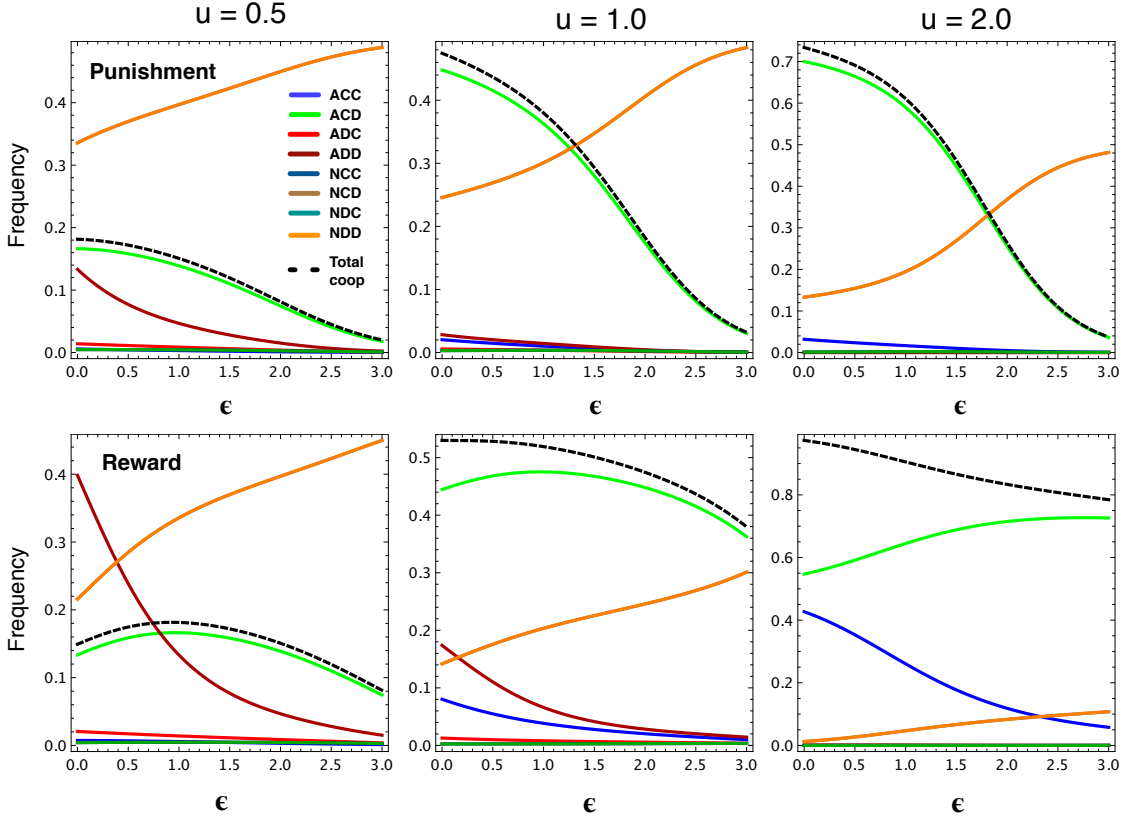 u = 0.5
u = 1.0
u = 2.0
Punishment
ACC
ACD
ADC
ADD
NCC
NCD
NDC
NDD
Total
coop
Frequency
0.4
0.3
0.2
0.1
0.0
0.0 0.5 1.0 1.5 2.0 2.5 3.0
ϵ
0.4
0.3
0.2
0.1
0.0
0.0 0.5 1.0 1.5 2.0 2.5 3.0
ϵ
0.7
0.6
0.5
0.4
0.3
0.2
0.1
0.0
0.0 0.5 1.0 1.5 2.0 2.5 3.0
ϵ
Reward
Frequency
0.4
0.3
0.2
0.1
0.0
0.0 0.5 1.0 1.5 2.0 2.5 3.0
ϵ
0.5
0.4
0.3
0.2
0.1
0.0
0.0 0.5 1.0 1.5 2.0 2.5 3.0
ϵ
0.8
0.6
0.4
0.2
0.0
0.0 0.5 1.0 1.5 2.0 2.5 3.0
ϵ